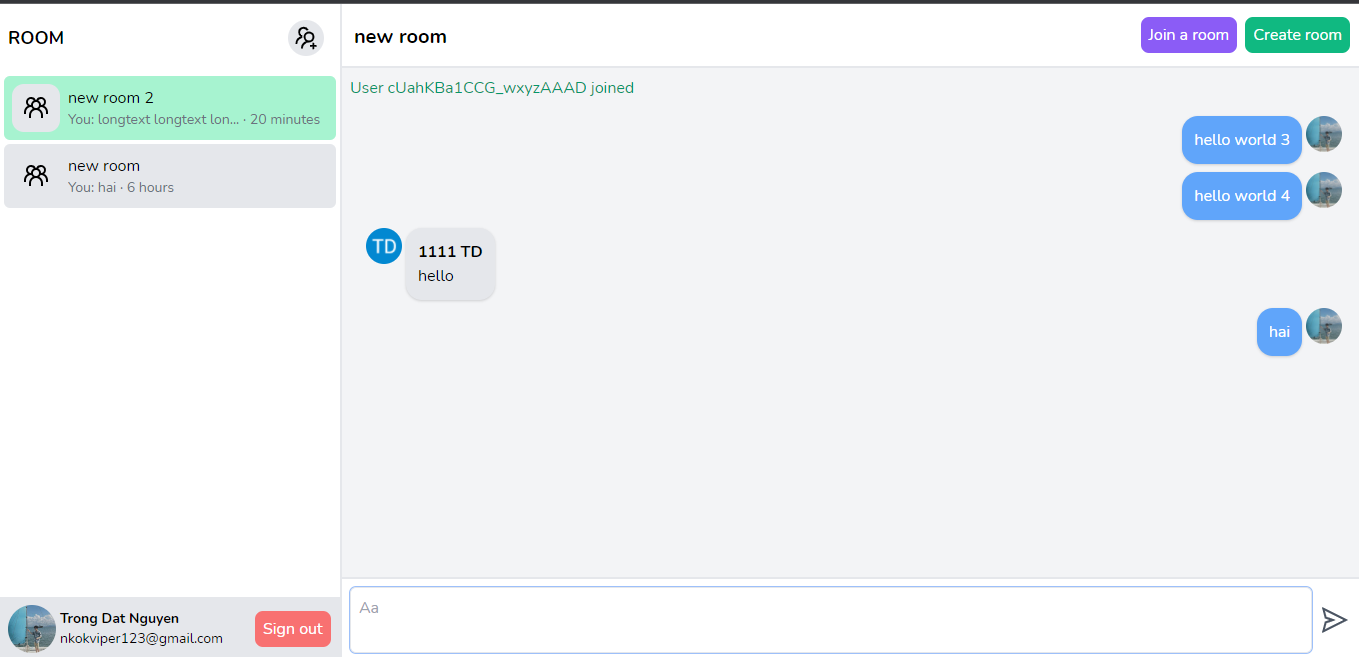 ROOM
new room 2
You: longtext longtext lon... · 20 minutes
new room
You: hai · 6 hours
Trong Dat Nguyen
nkokviper123@gmail.com
Sign out
new room
Join a room
Create room
User cUahKBa1CCG_wxyzAAAD joined
hello world 3
hello world 4
TD
1111 TD
hello
hai
Aa